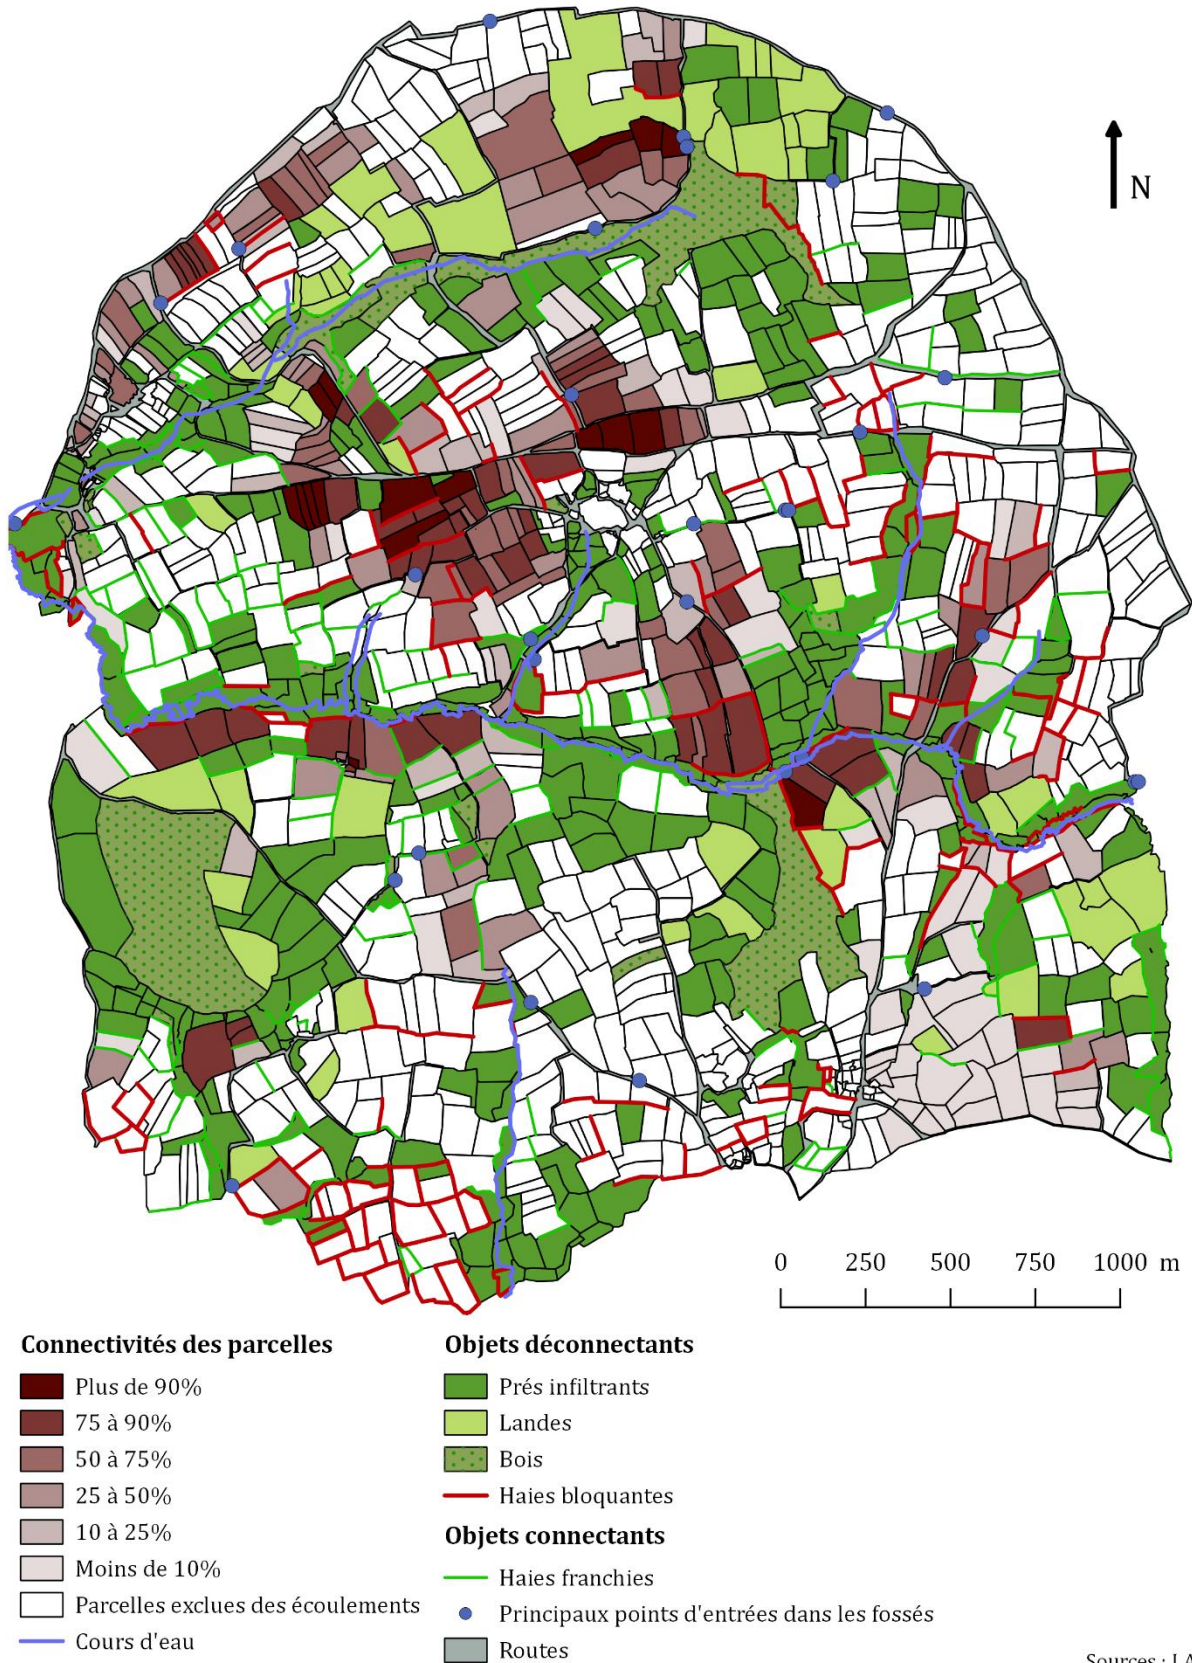 N
0 250 500 750 1000 m
Connectivités des parcelles
Plus de 90%
75 à 90%
50 à 75%
25 à 50%
10 à 25%
Moins de 10%
Parcelles exclues des écoulements
Cours d'eau
Objets déconnectants
Prés infiltrants
Landes
Bois
Haies bloquantes
Objets connectants
Haies franchies
Principaux points d'entrées dans les fossés
Routes
Sources :